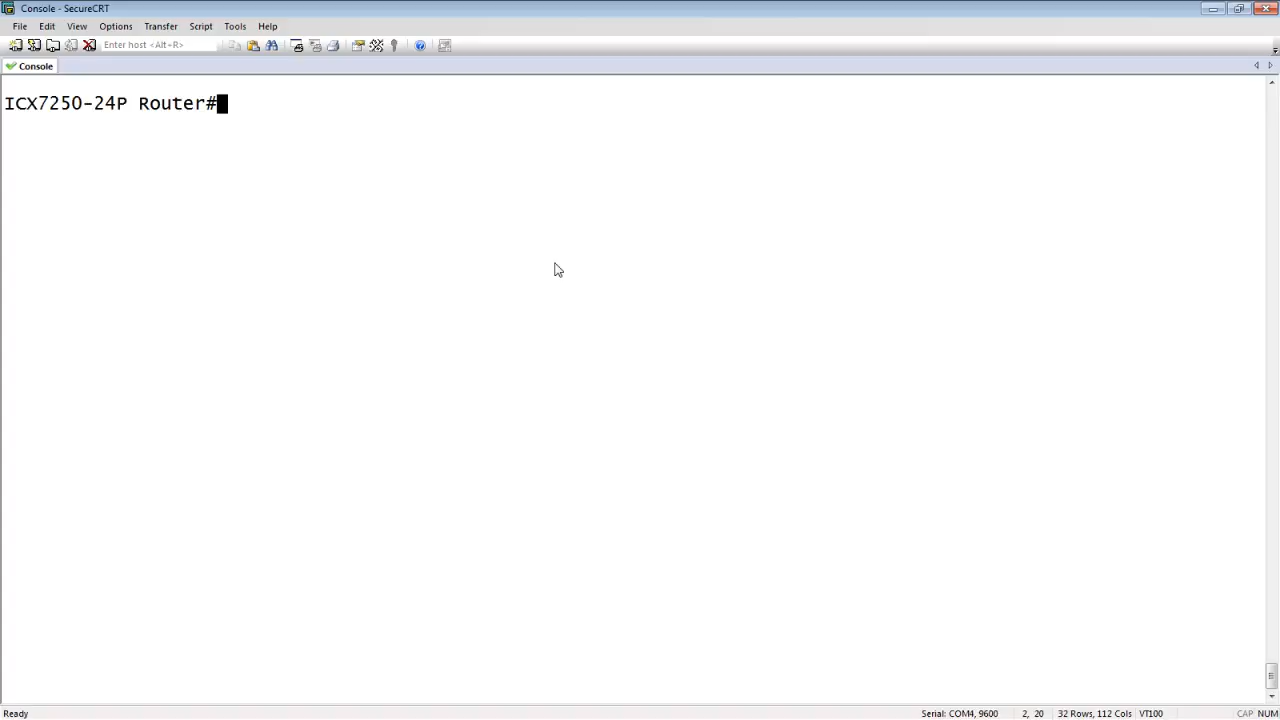 Console - SecureCRT
File Edit View Options Transfer Script Tools Help
Enter host <Alt+R>
Console
ICX7250-24P Router#
Ready Serial: COM4, 9600 2, 20 32 Rows, 112 Cols VT100 CAP NUM